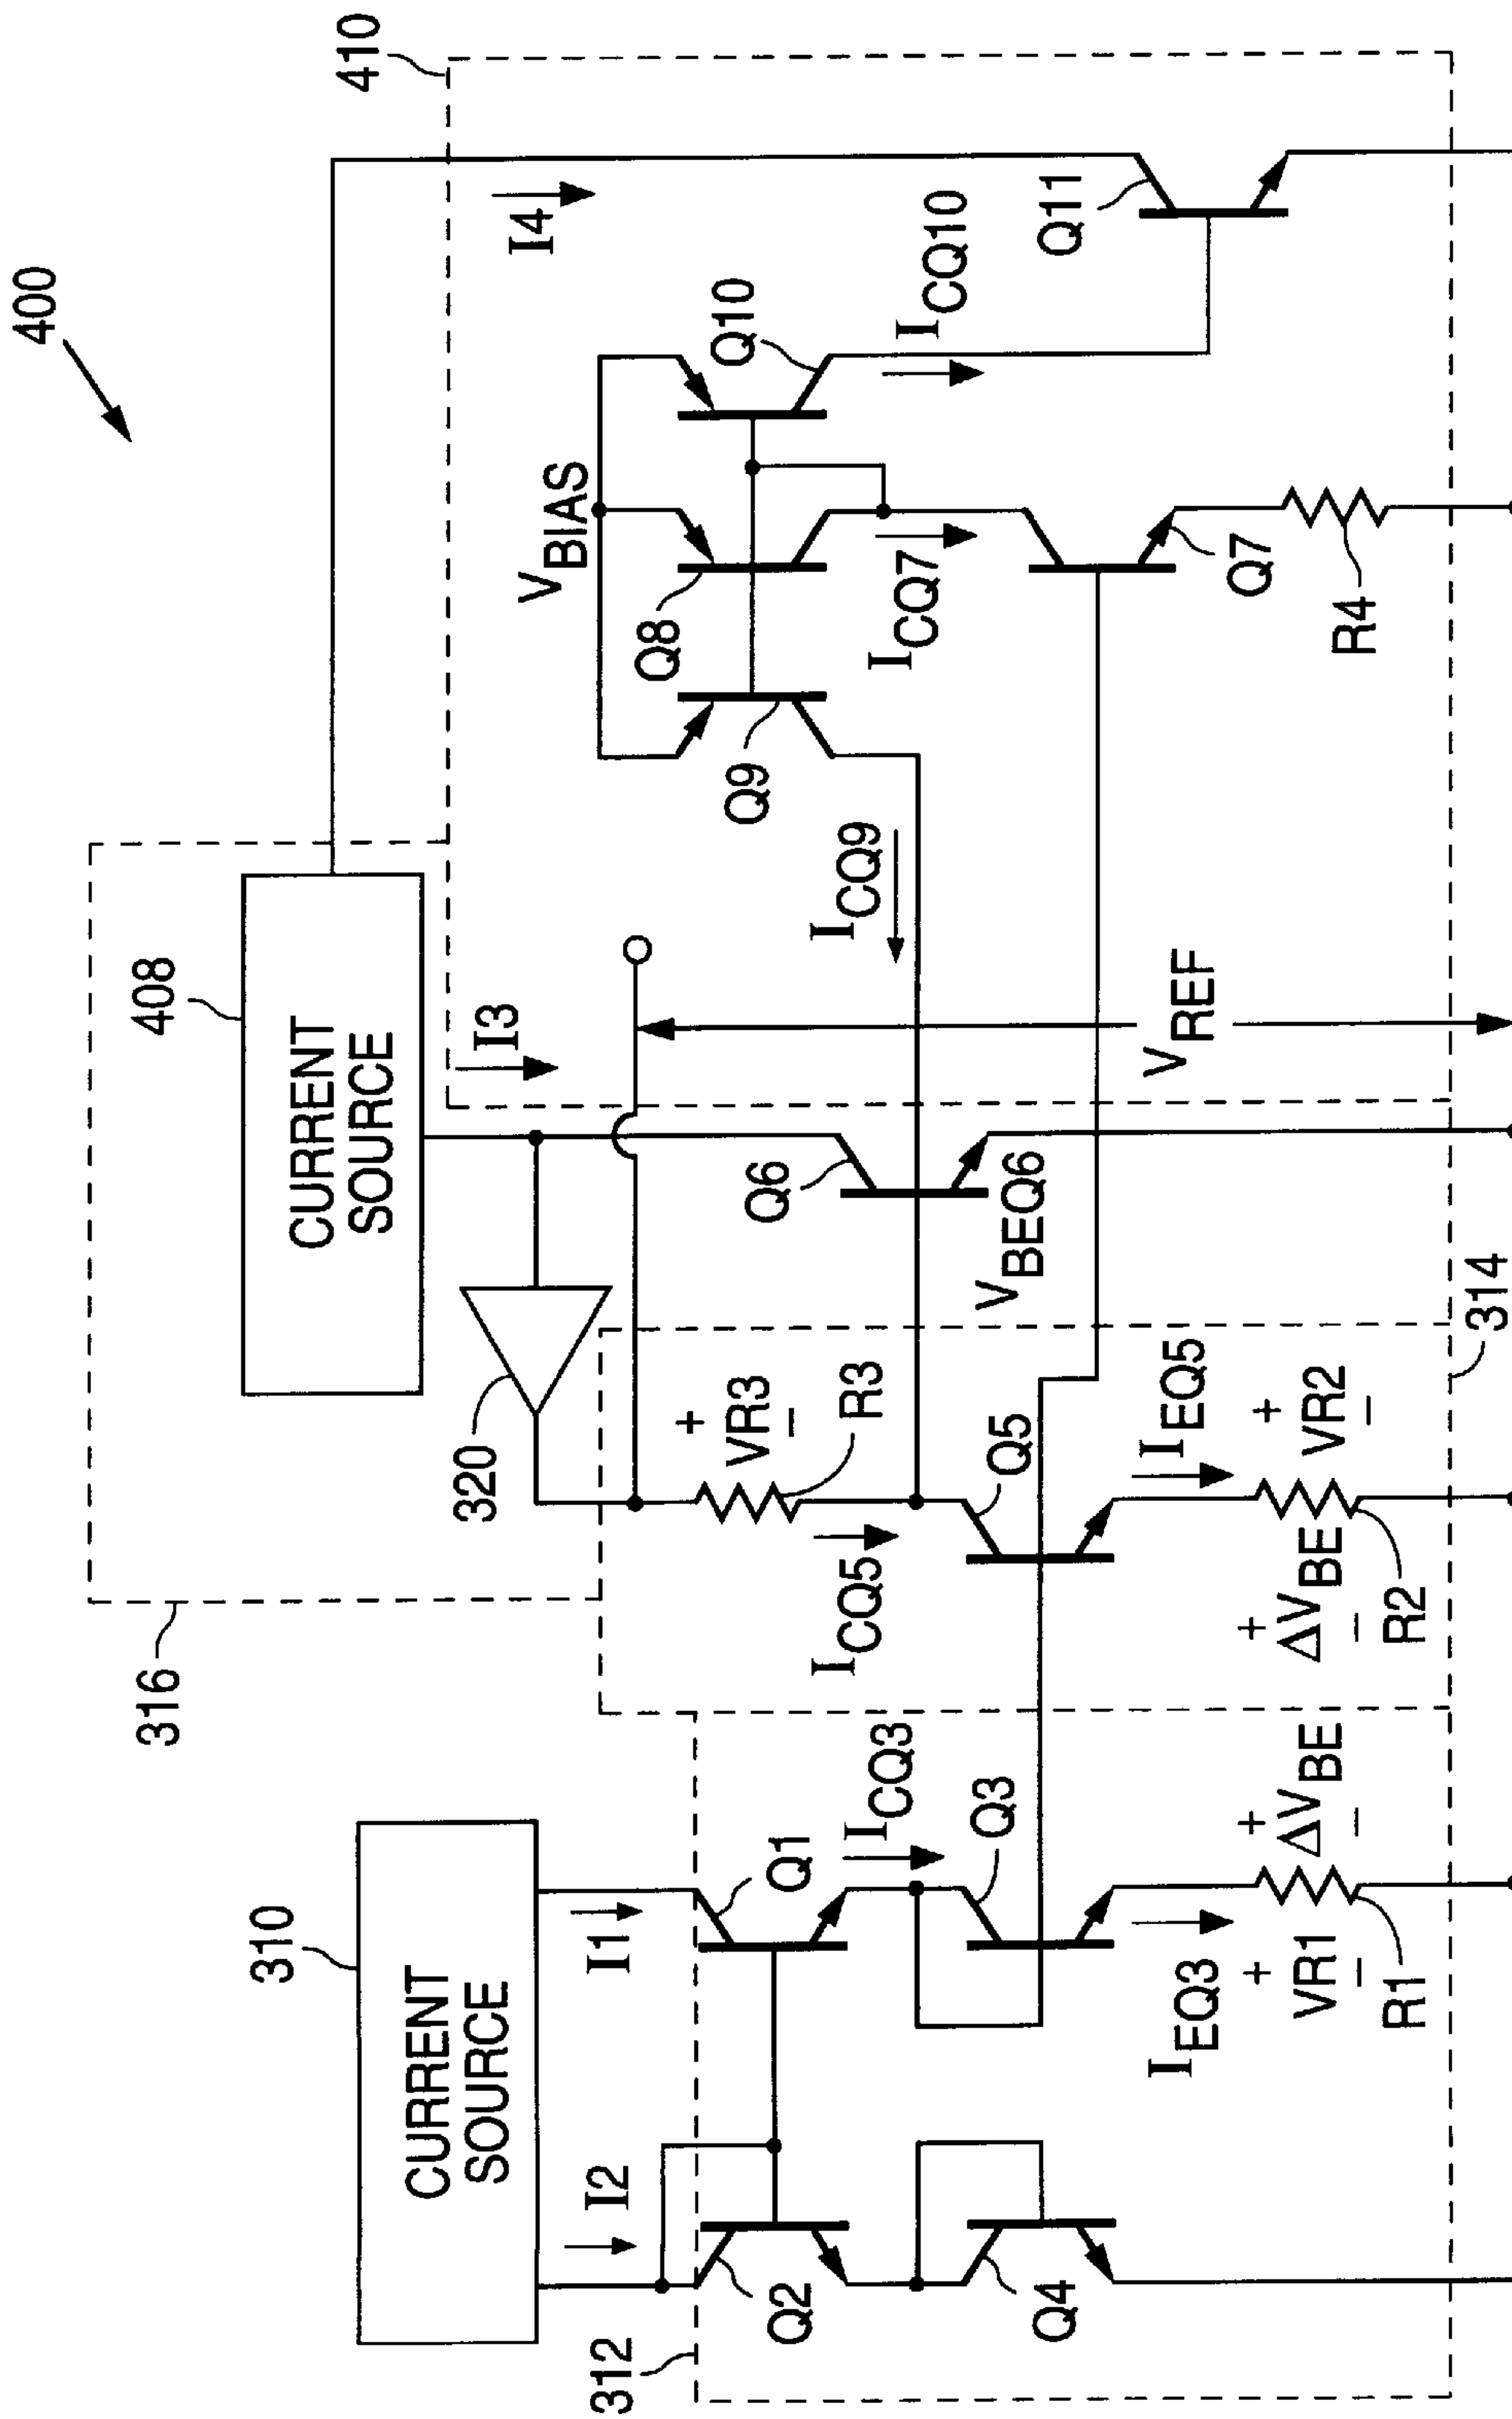 400
316
408
410
CURRENT
SOURCE
310
CURRENT
SOURCE
320
I3
I4
I2
I1
312
VBIAS
Q2
Q1
ICQ3
ICQ5
+
VR3
–
R3
Q6
ICQ9
Q9
Q8
Q10
ICQ7
ICQ10
Q4
Q3
Q5
VBEQ6
VREF
Q7
Q11
IEQ3
IEQ5
+
VR1
–
R1
+
ΔVBE
–
+
ΔVBE
–
R2
+
VR2
–
R4
314